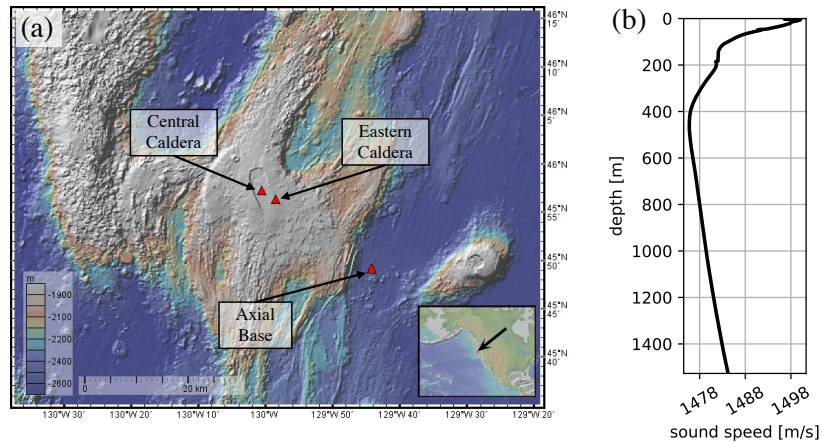 (a)
Central
Caldera
Eastern
Caldera
Axial
Base
46°N
15'
46°N
10'
46°N
5'
46°N
45°N
55'
45°N
50'
45°N
45'
45°N
40'
m
-1900
-2100
-2200
-2400
-2600
0
20 km
130°W 30'
130°W 20'
130°W 10'
130°W
129°W 50'
129°W 40'
129°W 30'
129°W 20'
(b)
0
200
400
600
800
1000
1200
1400
depth [m]
1478
1488
1498
sound speed [m/s]